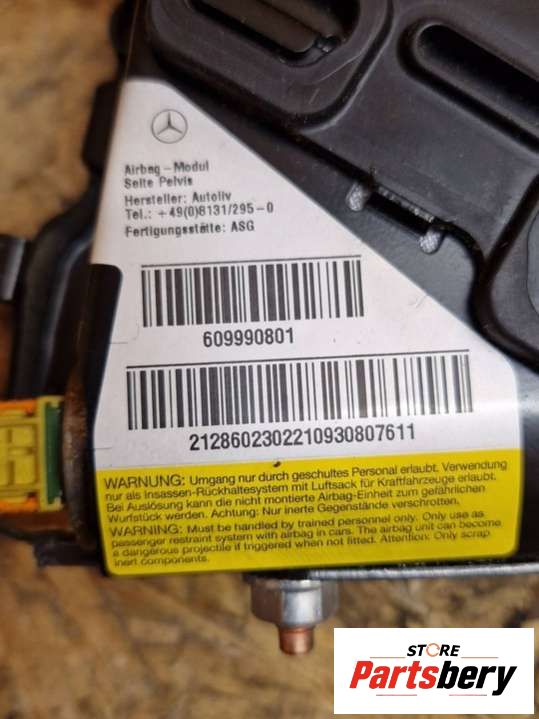 Airbag - Modul
Seite Pelvis
Hersteller: Autoliv
Tel.: +49(0)8131/295-0
Fertigungsstätte: ASG
609990801
2128602302210930807611
WARNUNG: Umgang nur durch geschultes Personal erlaubt. Verwendung
nur als Insassen-Rückhaltesystem mit Luftsack für Kraftfahrzeuge erlaubt.
Bei Auslösung kann die nicht montierte Airbag-Einheit zum gefährlichen
Wurfstück werden. Achtung: Nur inerte Gegenstände verschrotten.
WARNING: Must be handled by trained personnel only. Only use as
passenger restraint system with airbag in cars. The airbag unit can become
a dangerous projectile if triggered when not fitted. Attention: Only scrap
inert components.
STORE
Partsbery